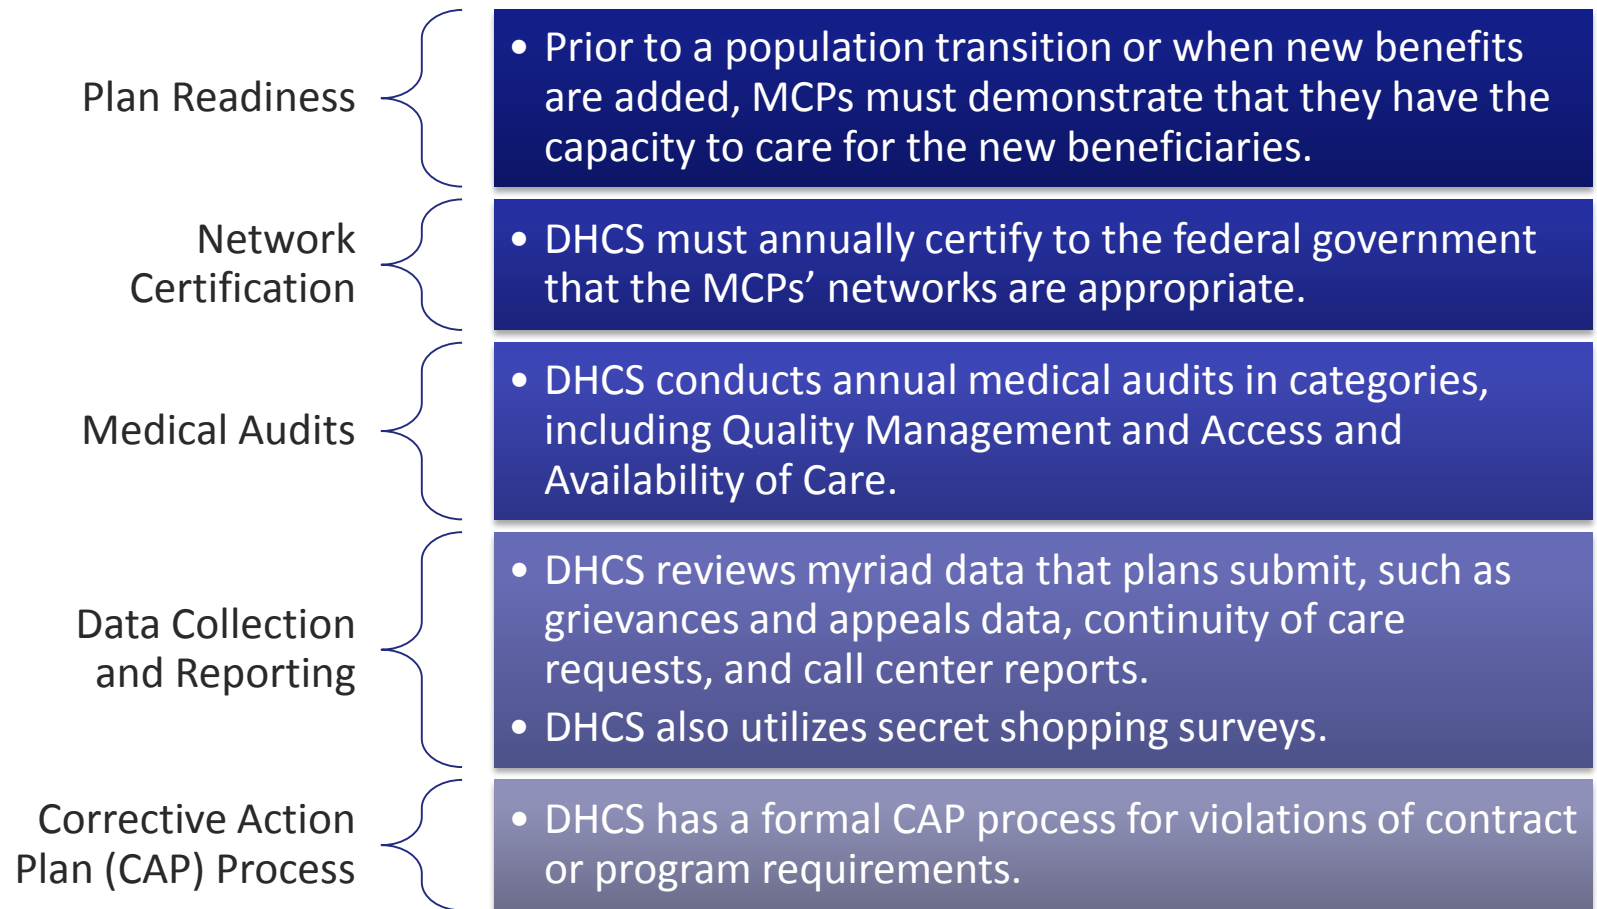 Plan Readiness
• Prior to a population transition or when new benefits
are added, MCPs must demonstrate that they have the
capacity to care for the new beneficiaries.
Network
Certification
• DHCS must annually certify to the federal government
that the MCPs’ networks are appropriate.
Medical Audits
• DHCS conducts annual medical audits in categories,
including Quality Management and Access and
Availability of Care.
Data Collection
and Reporting
• DHCS reviews myriad data that plans submit, such as
grievances and appeals data, continuity of care
requests, and call center reports.
• DHCS also utilizes secret shopping surveys.
Corrective Action
Plan (CAP) Process
• DHCS has a formal CAP process for violations of contract
or program requirements.